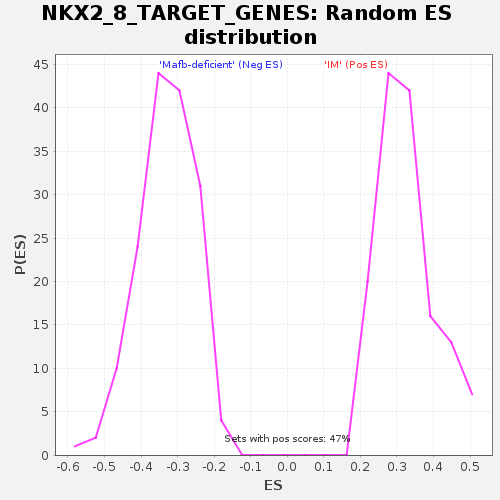 NKX2_8_TARGET_GENES: Random ES
distribution
'Mafb-deficient' (Neg ES)
'IM' (Pos ES)
P(ES)
45
40
35
30
25
20
15
10
5
0
Sets with pos scores: 47%
-0.6 -0.5 -0.4 -0.3 -0.2 -0.1 0.0 0.1 0.2 0.3 0.4 0.5
ES